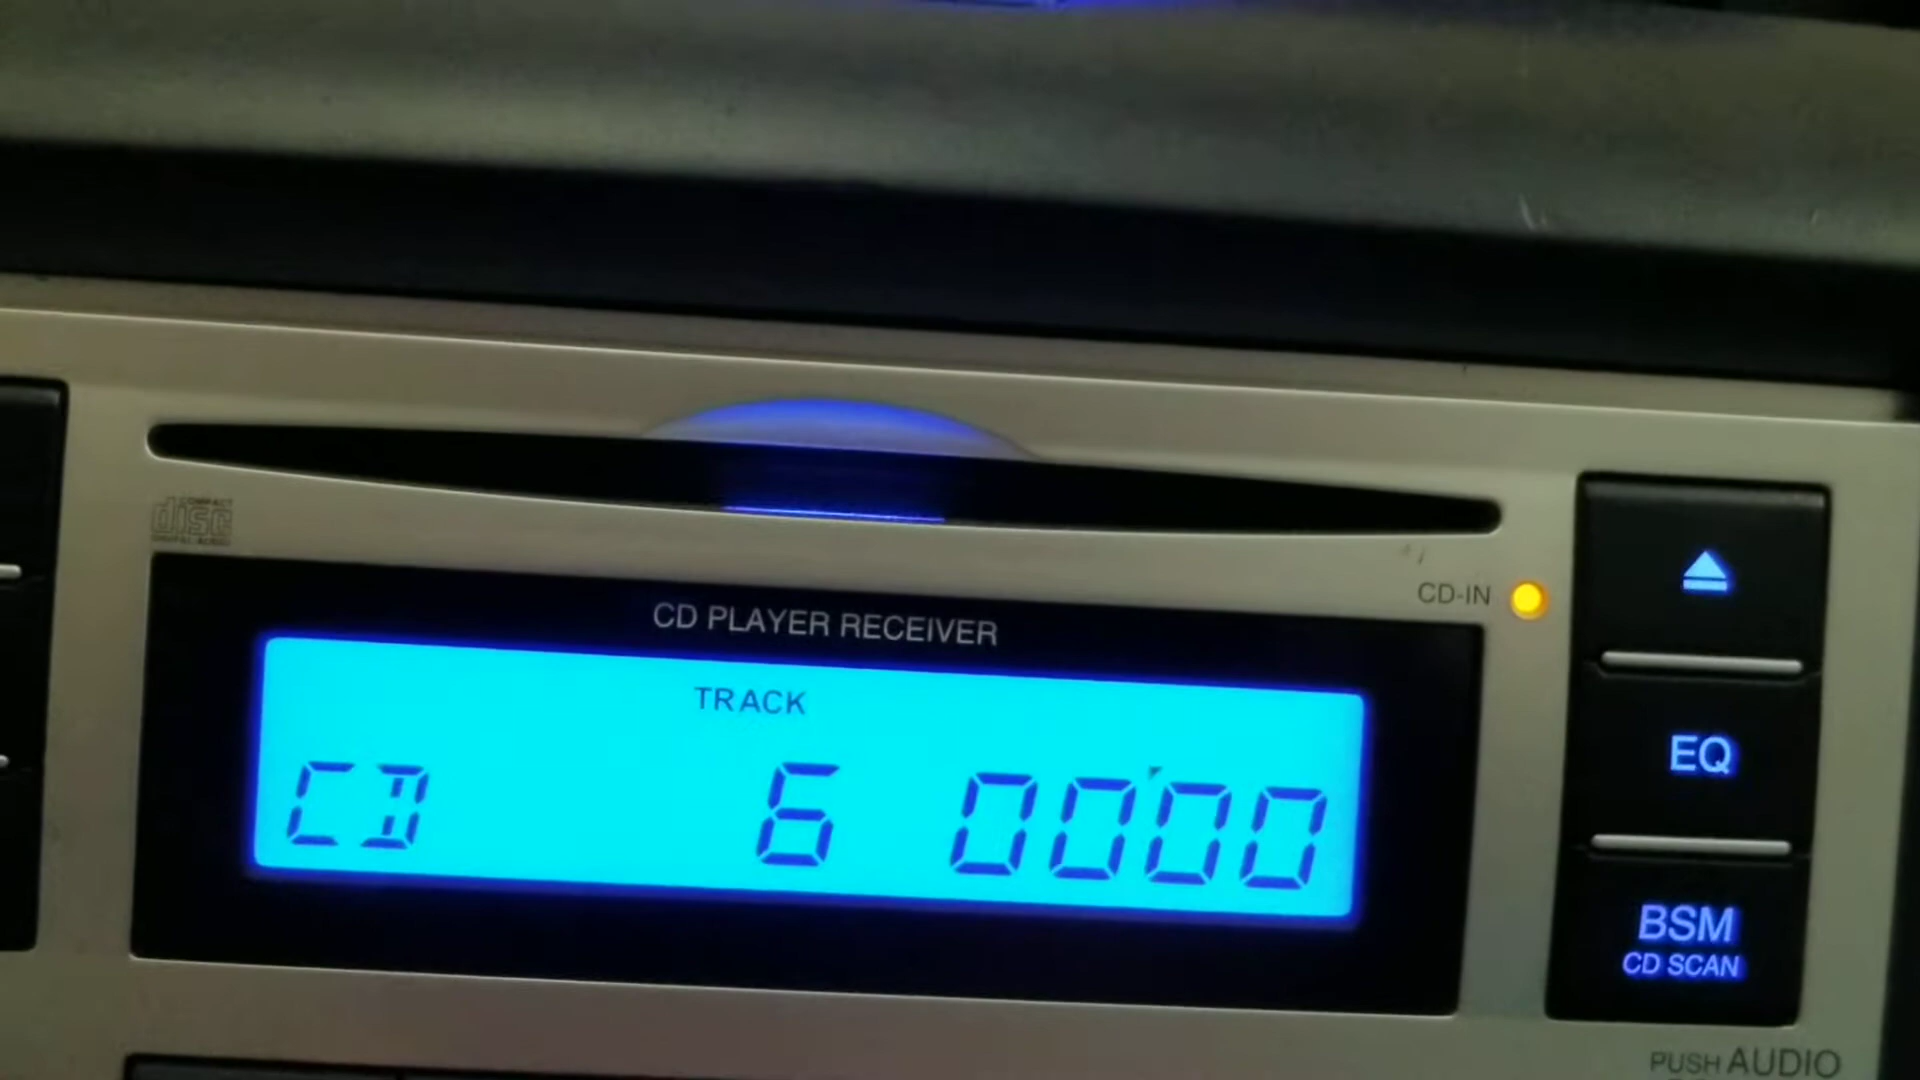 COMPACT
disc
DIGITAL AUDIO
CD-IN
CD PLAYER RECEIVER
TRACK
CD 6 00'00
EQ
BSM
CD SCAN
PUSH AUDIO